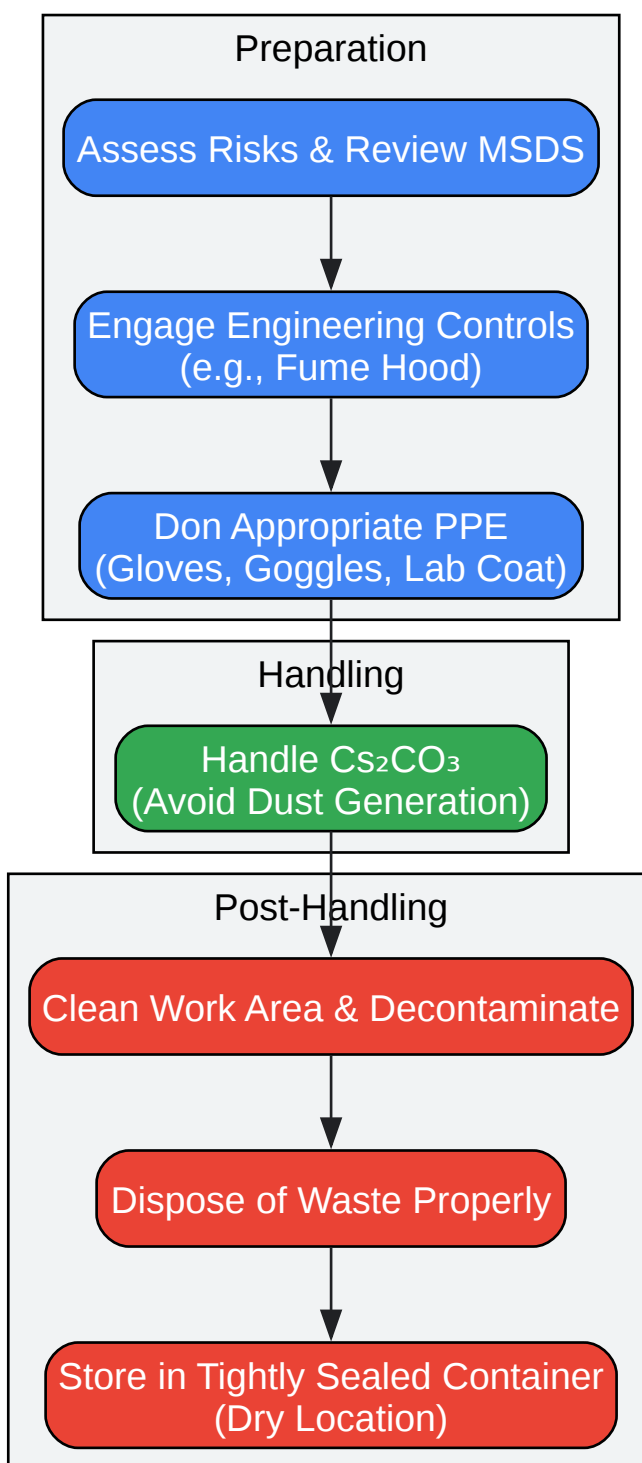 Preparation
Assess Risks & Review MSDS
Engage Engineering Controls
(e.g., Fume Hood)
Don Appropriate PPE
(Gloves, Goggles, Lab Coat)
Handling
Handle Cs₂CO₃
(Avoid Dust Generation)
Post-Handling
Clean Work Area & Decontaminate
Dispose of Waste Properly
Store in Tightly Sealed Container
(Dry Location)